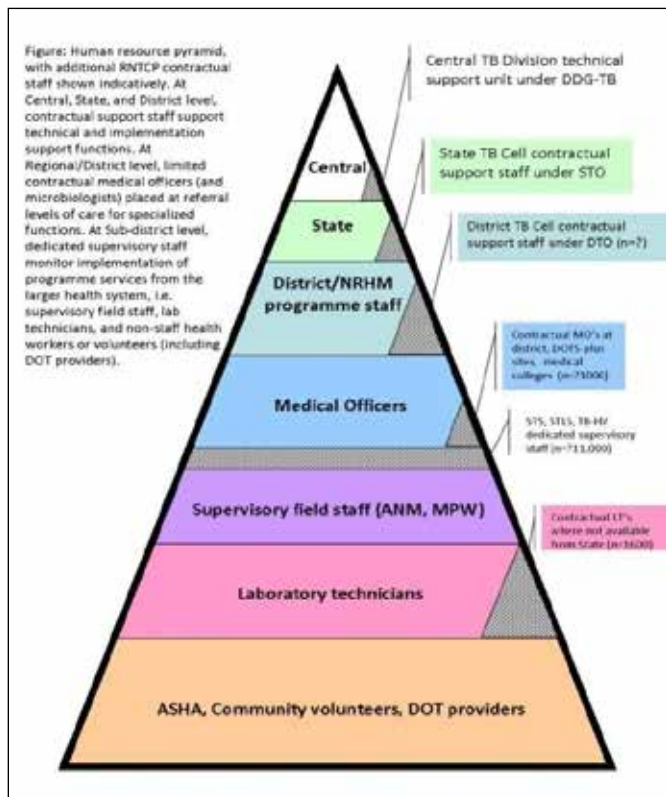 Figure: Human resource pyramid,
with additional RNTCP contractual
staff shown indicatively. At
Central, State, and District level,
contractual support staff support
technical and implementation
support functions. At
Regional/District level, limited
contractual medical officers (and
microbiologists) placed at referral
levels of care for specialized
functions. At Sub-district level,
dedicated supervisory staff
monitor implementation of
programme services from the
larger health system, i.e.
supervisory field staff, lab
technicians, and non-staff health
workers or volunteers (including
DOT providers).
Central TB Division technical
support unit under DDG-TB
Central
State TB Cell contractual
support staff under STO
State
District TB Cell contractual
support staff under DTO (n=?)
District/NRHM
programme staff
Contractual MO's at
district, DOTS-plus
sites, medical
colleges (n=?1000)
Medical Officers
STS, STLS, TB-HV
dedicated supervisory
staff (n=?11,000)
Supervisory field staff (ANM, MPW)
Contractual LT's
where not available
from State (n=3600)
Laboratory technicians
ASHA, Community volunteers, DOT providers